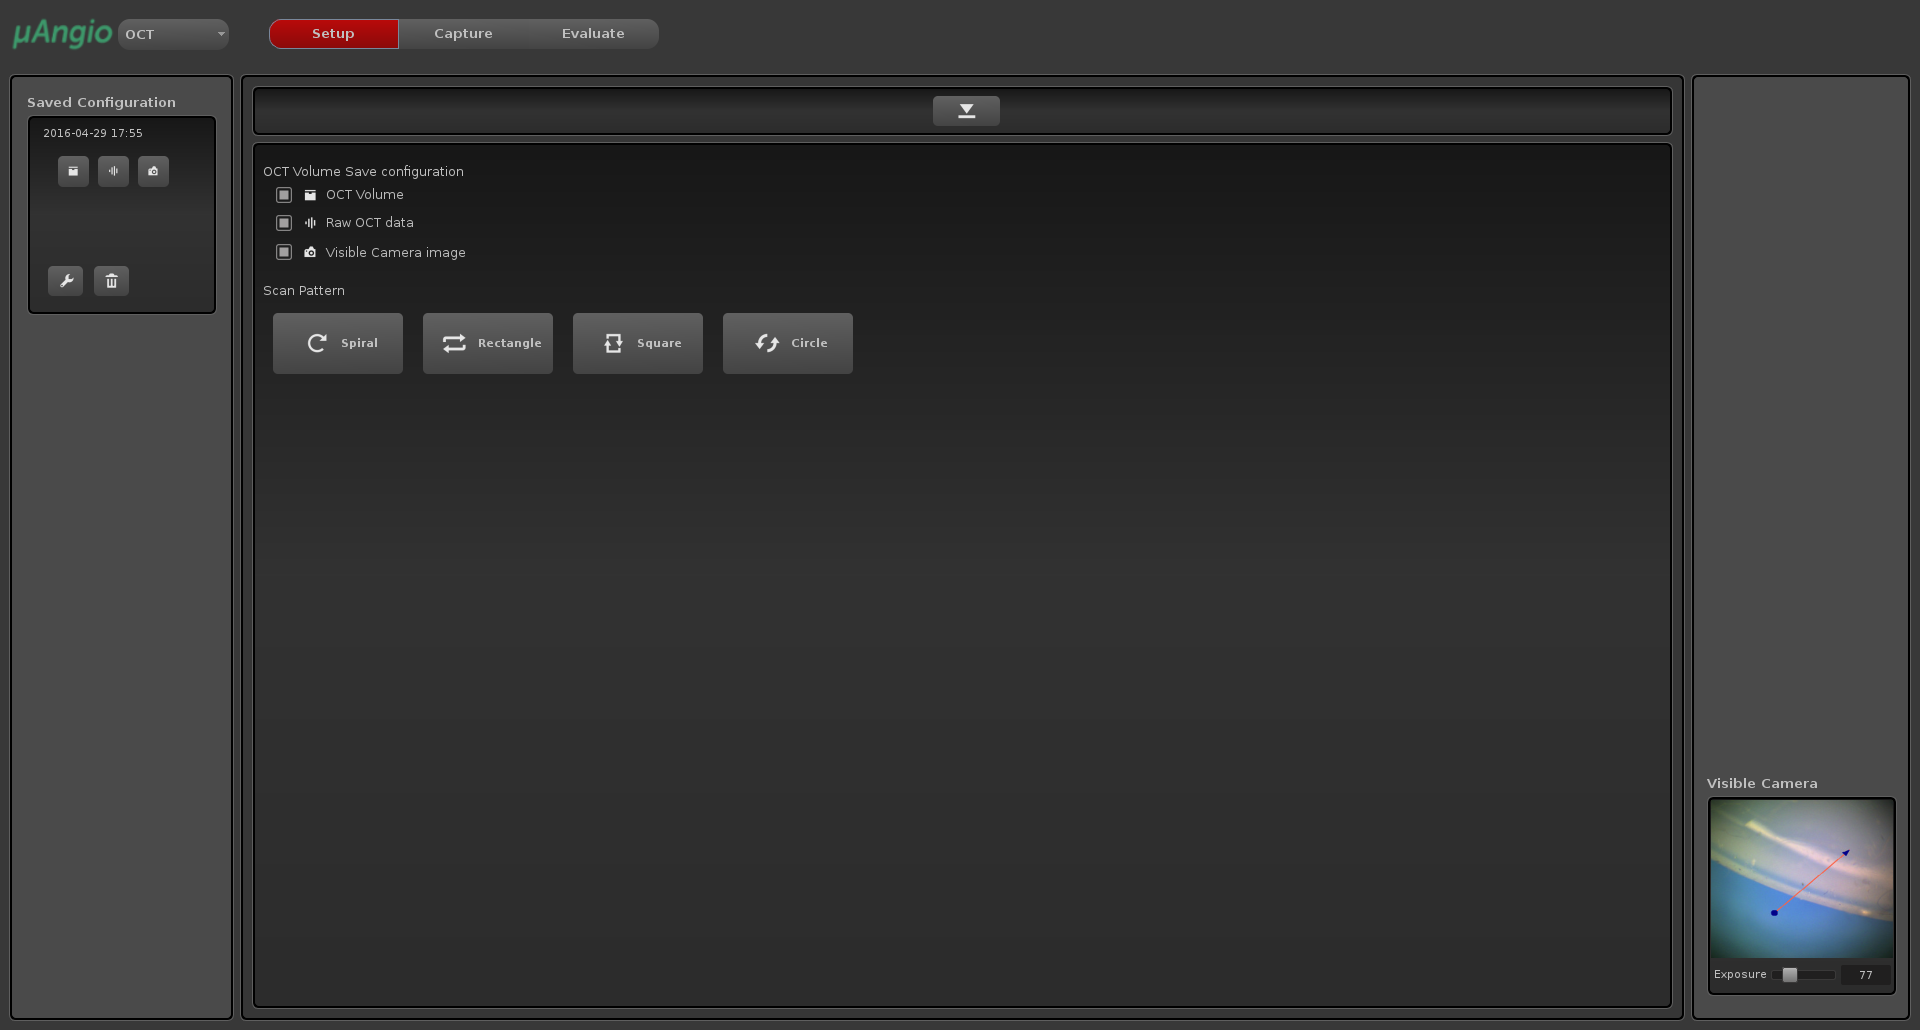 µAngio
OCT
Setup
Capture
Evaluate
Saved Configuration
2016-04-29 17:55
OCT Volume Save configuration
OCT Volume
Raw OCT data
Visible Camera image
Scan Pattern
Spiral
Rectangle
Square
Circle
Visible Camera
Exposure
77